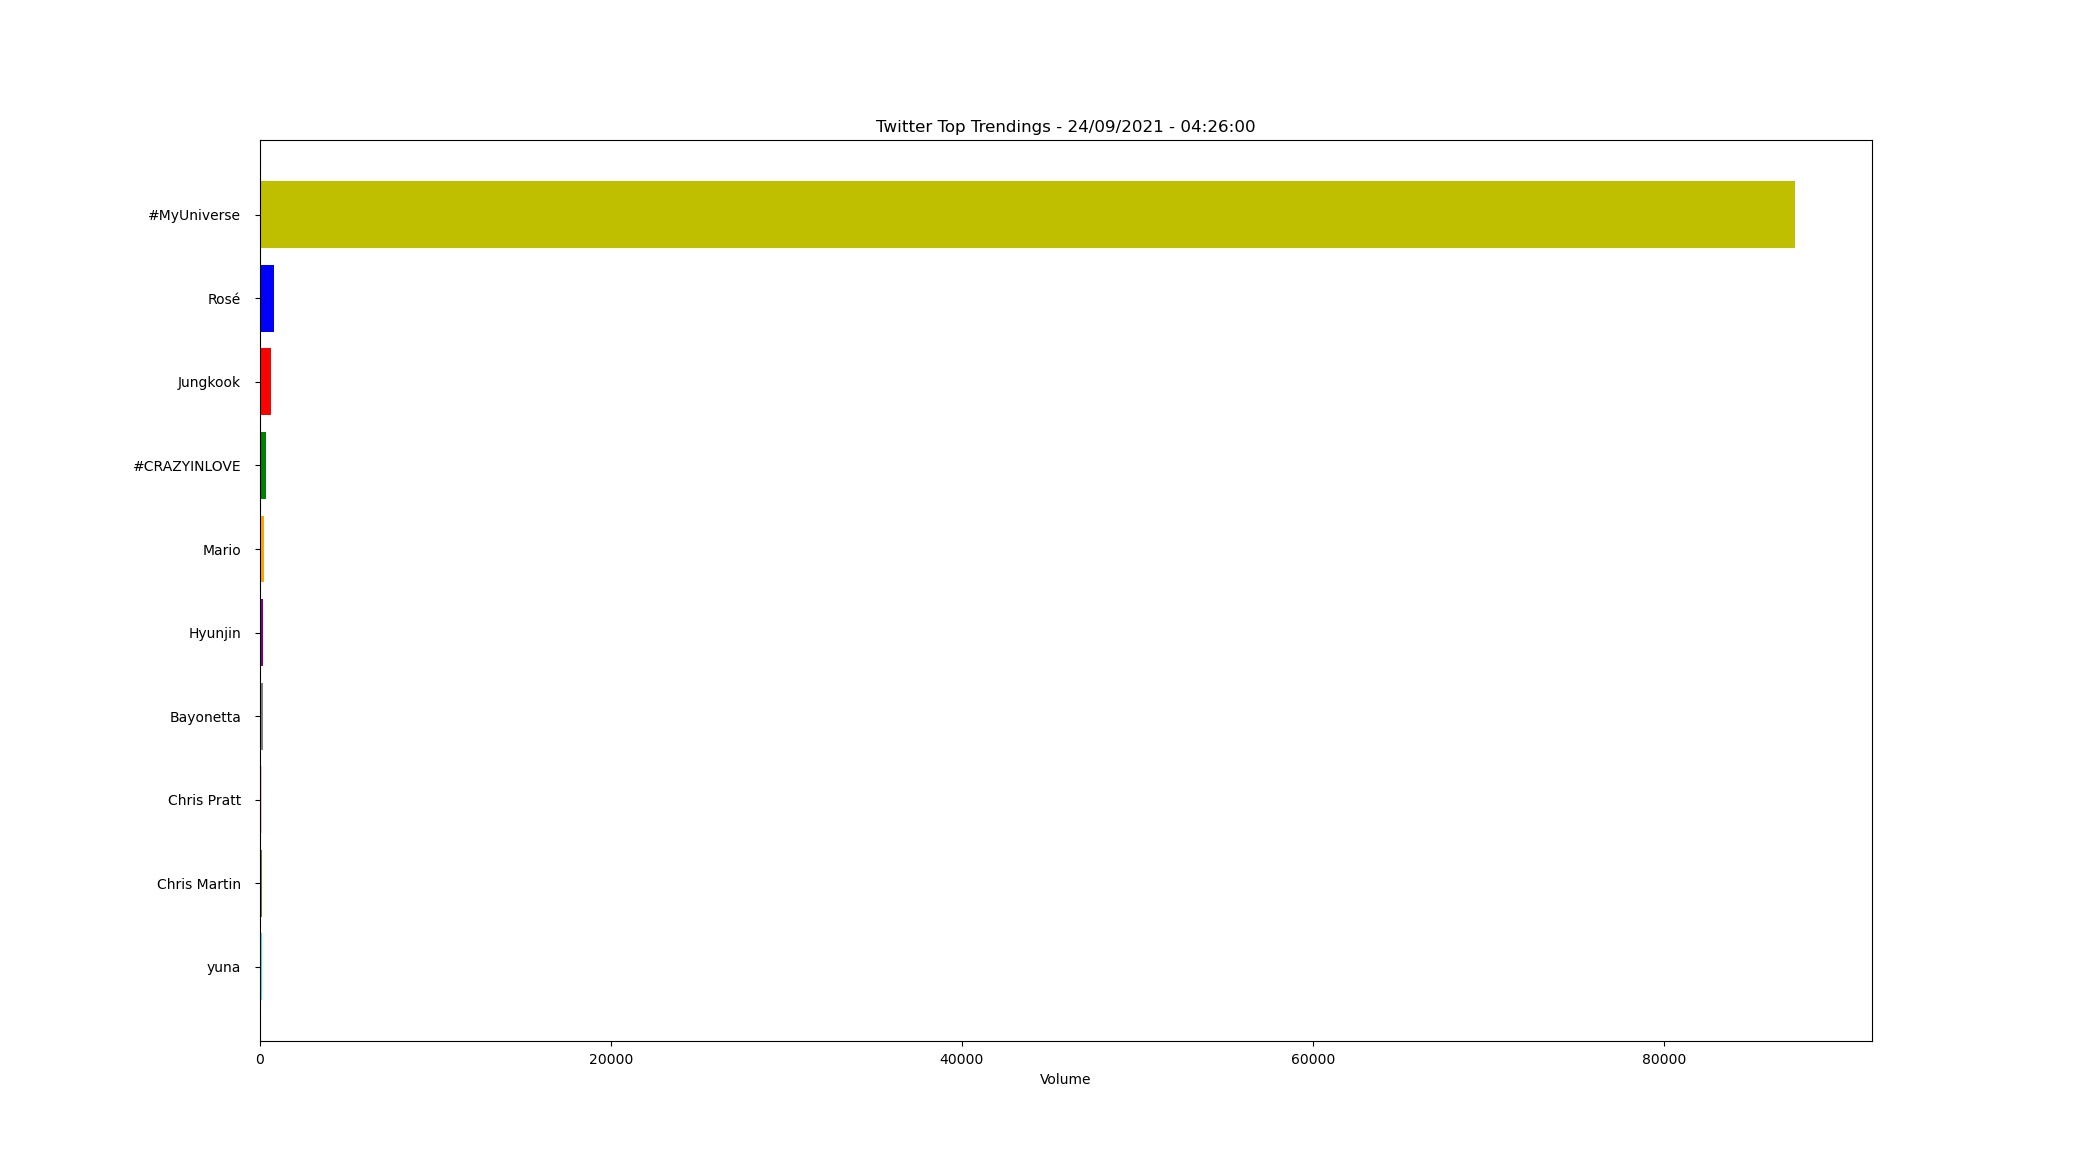 Twitter Top Trendings - 24/09/2021 - 04:26:00
#MyUniverse
Rosé
Jungkook
#CRAZYINLOVE
Mario
Hyunjin
Bayonetta
Chris Pratt
Chris Martin
yuna
0 20000 40000 60000 80000
Volume